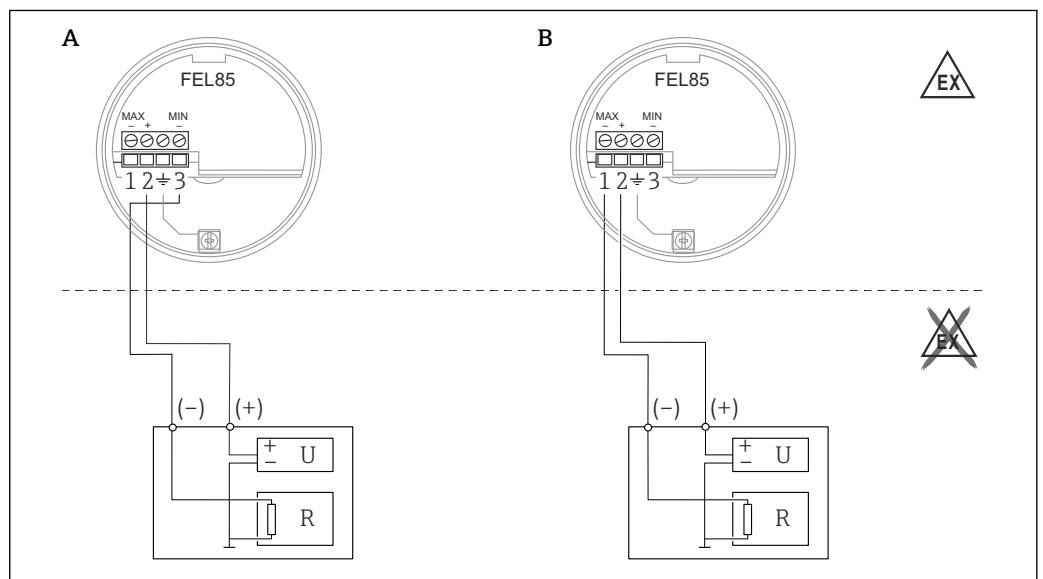 A
B
FEL85
FEL85
EX
MAX MIN
– + –
MAX MIN
– + –
1 2 ⏚ 3
1 2 ⏚ 3
EX
(−) (+)
(−) (+)
+
− U
+
− U
R
R